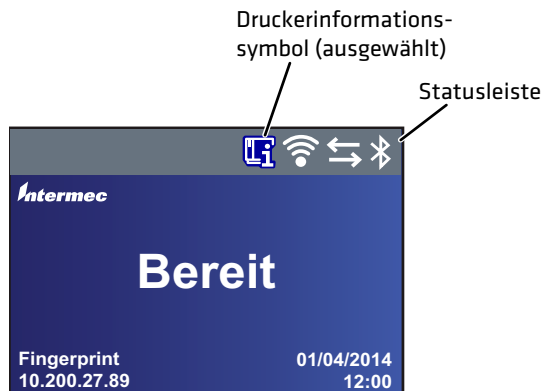 Druckerinformations-
symbol (ausgewählt)
Statusleiste
Intermec
Bereit
Fingerprint 01/04/2014
10.200.27.89 12:00